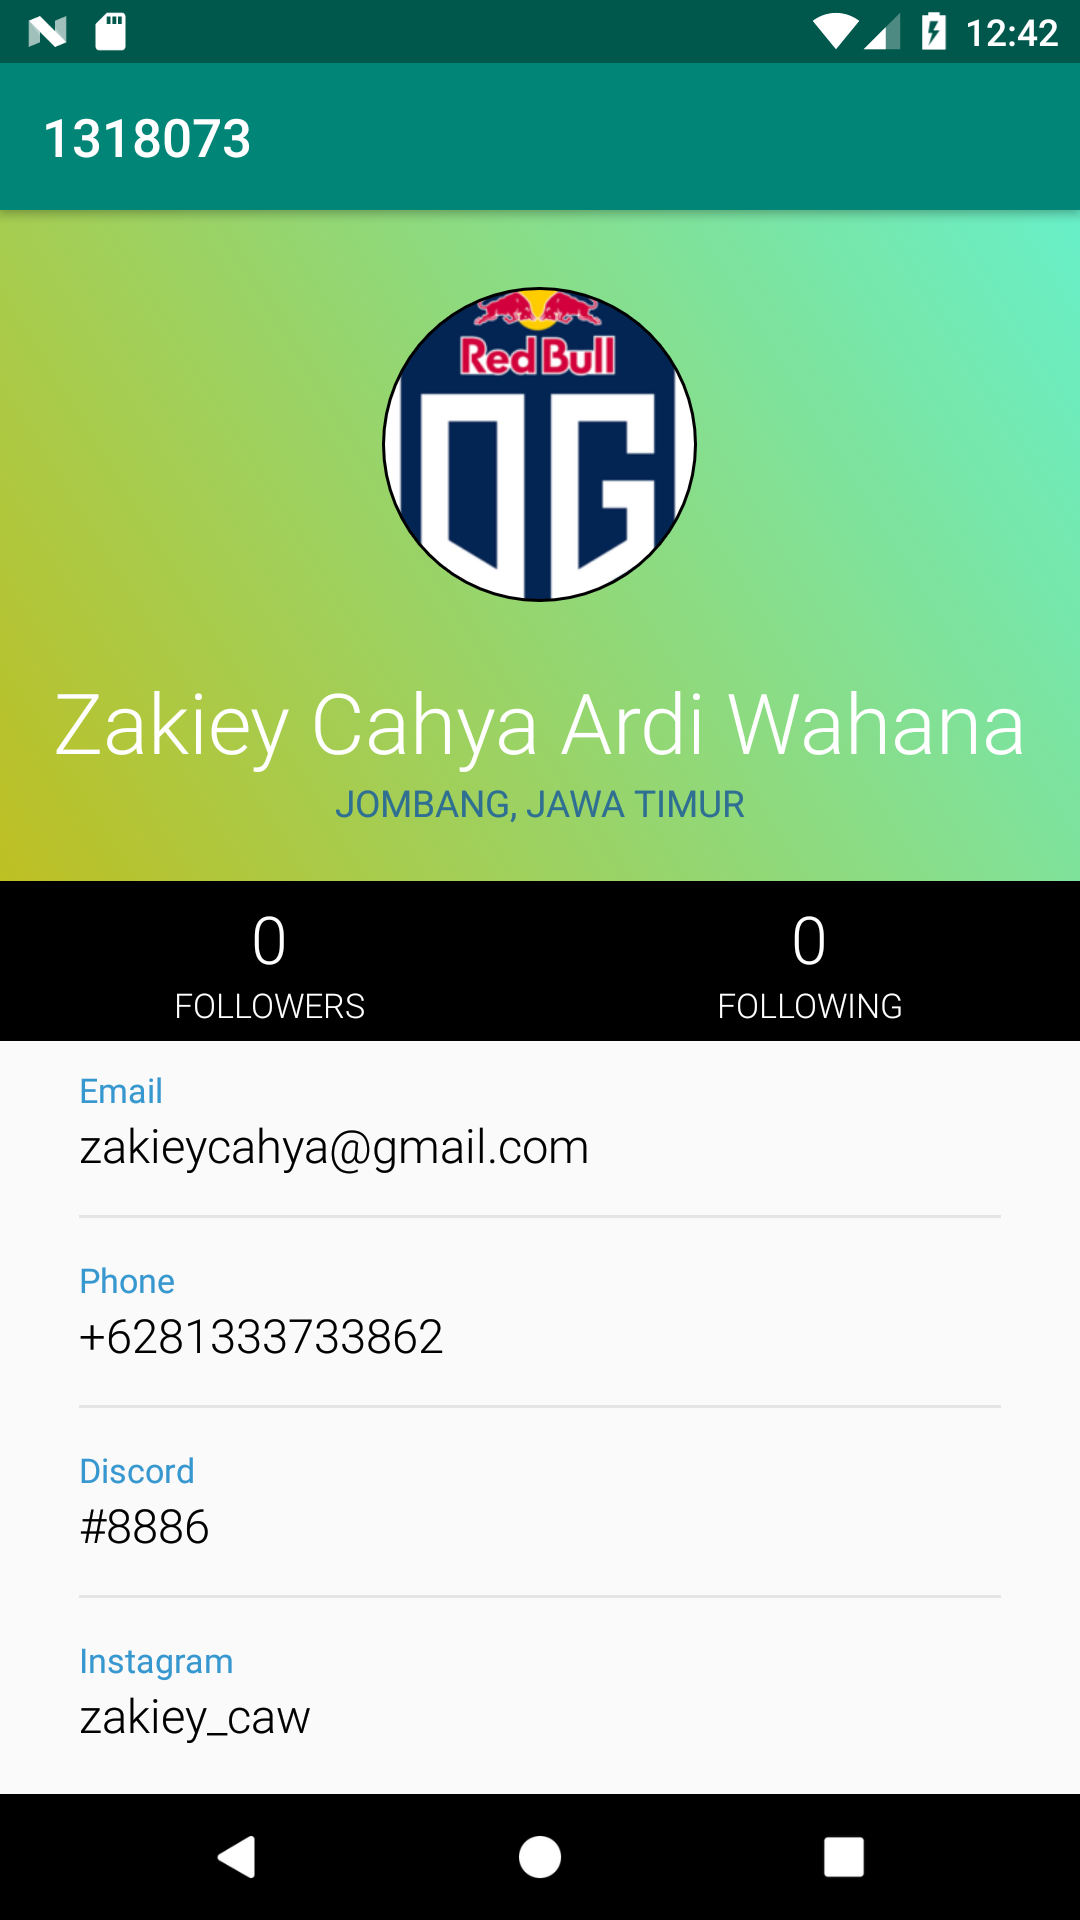 12:42
1318073
Red Bull
OG
Zakiey Cahya Ardi Wahana
JOMBANG, JAWA TIMUR
0 0
FOLLOWERS FOLLOWING
Email
zakieycahya@gmail.com
Phone
+6281333733862
Discord
#8886
Instagram
zakiey_caw